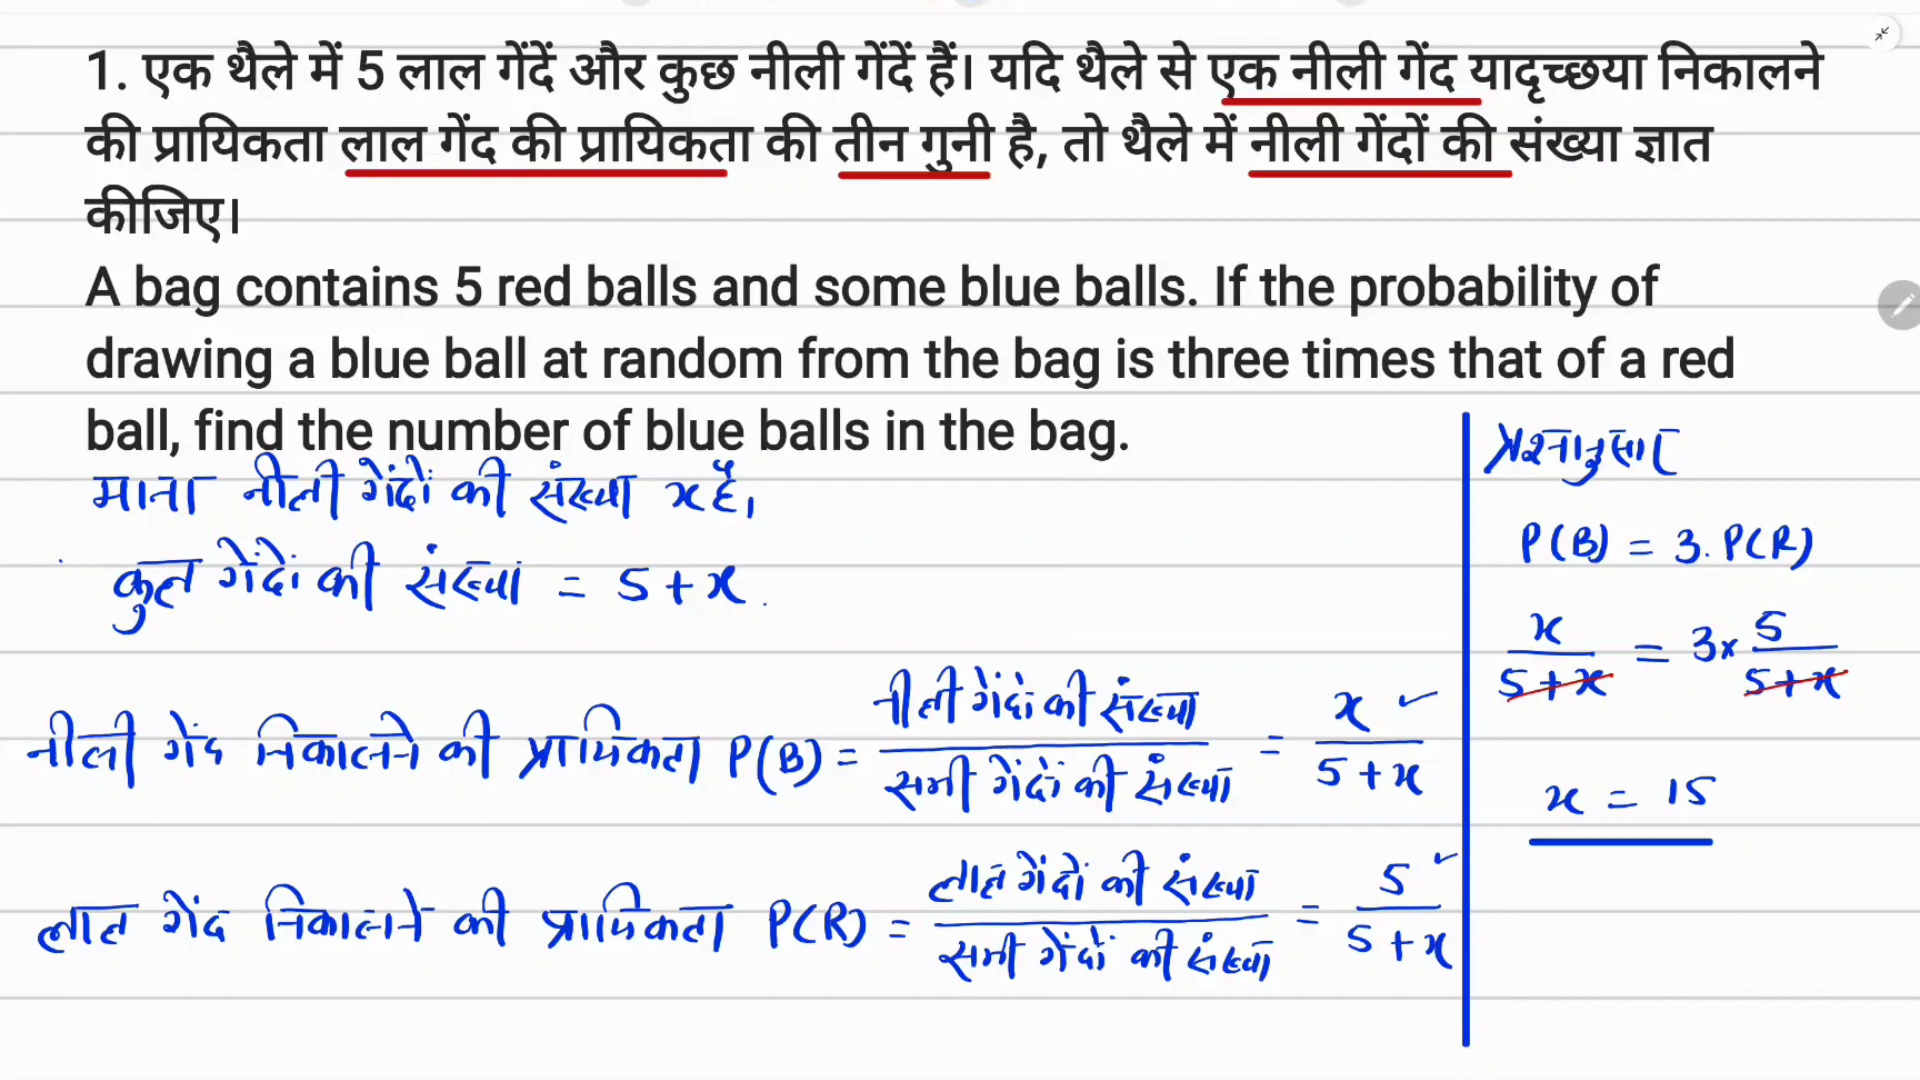 1. एक थैले में 5 लाल गेंदें और कुछ नीली गेंदें हैं। यदि थैले से एक नीली गेंद यादृच्छया निकालने
की प्रायिकता लाल गेंद की प्रायिकता की तीन गुनी है, तो थैले में नीली गेंदों की संख्या ज्ञात
कीजिए।
A bag contains 5 red balls and some blue balls. If the probability of
drawing a blue ball at random from the bag is three times that of a red
ball, find the number of blue balls in the bag.
माना नीली गेंदों की संख्या x है।
कुल गेंदों की संख्या = 5 + x.
नीली गेंद निकालने की प्रायिकता P(B) = नीली गेंदों की संख्या / सभी गेंदों की संख्या = x / 5 + x
लाल गेंद निकालने की प्रायिकता P(R) = लाल गेंदों की संख्या / सभी गेंदों की संख्या = 5 / 5 + x
प्रश्नानुसार
P(B) = 3. P(R)
x / 5 + x = 3 × 5 / 5 + x
x = 15